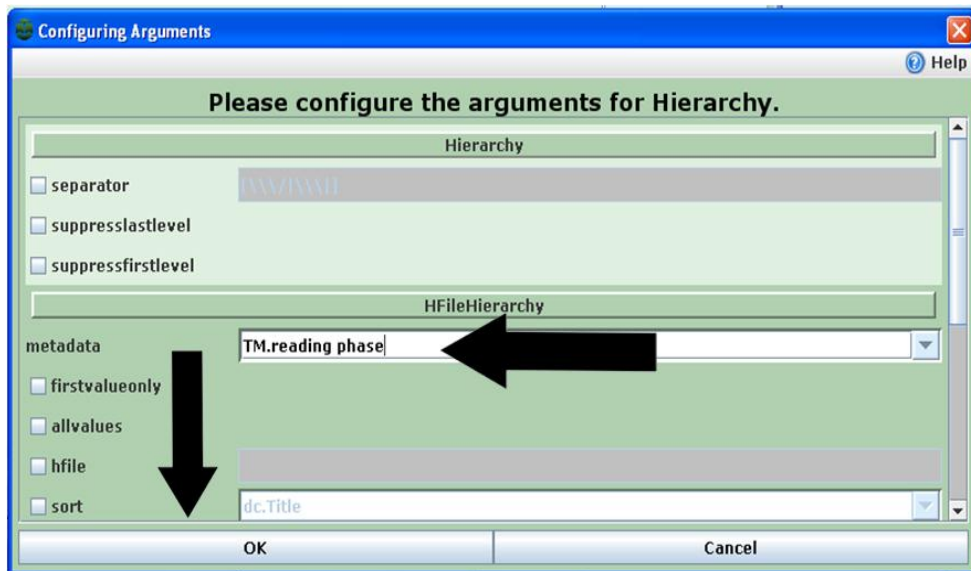 Configuring Arguments
Help
Please configure the arguments for Hierarchy.
Hierarchy
separator
suppresslastlevel
suppressfirstlevel
HFileHierarchy
metadata TM.reading phase
firstvalueonly
allvalues
hfile
sort dc.Title
OK Cancel